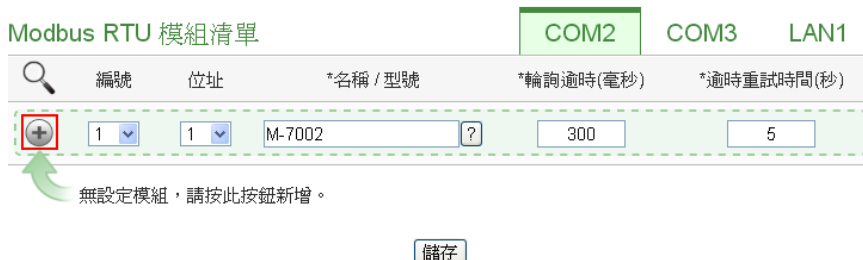 Modbus RTU 模組清單 COM2 COM3 LAN1
編號 位址 *名稱 / 型號 *輪詢逾時(毫秒) *逾時重試時間(秒)
1 1 M-7002 ? 300 5
無設定模組，請按此按鈕新增。
儲存